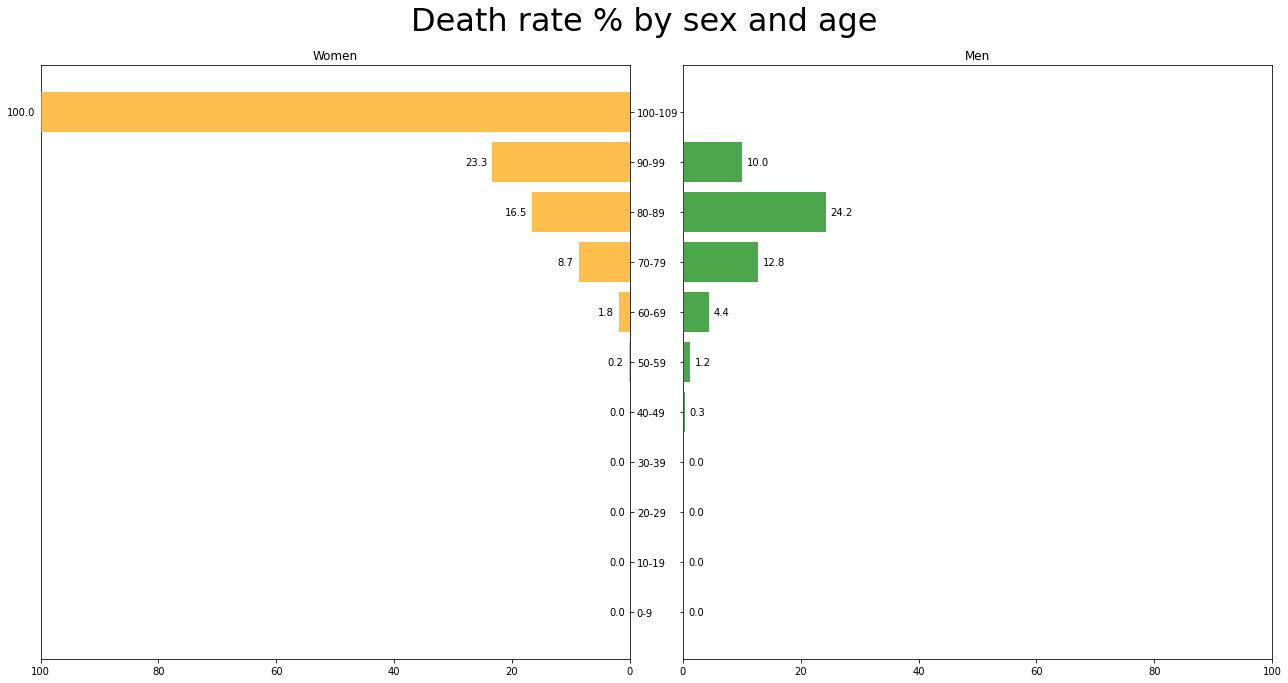 Death rate % by sex and age
Women Men
100.0 100-109
23.3 90-99 10.0
16.5 80-89 24.2
8.7 70-79 12.8
1.8 60-69 4.4
0.2 50-59 1.2
0.0 40-49 0.3
0.0 30-39 0.0
0.0 20-29 0.0
0.0 10-19 0.0
0.0 0-9 0.0
100 80 60 40 20 0 0 20 40 60 80 100